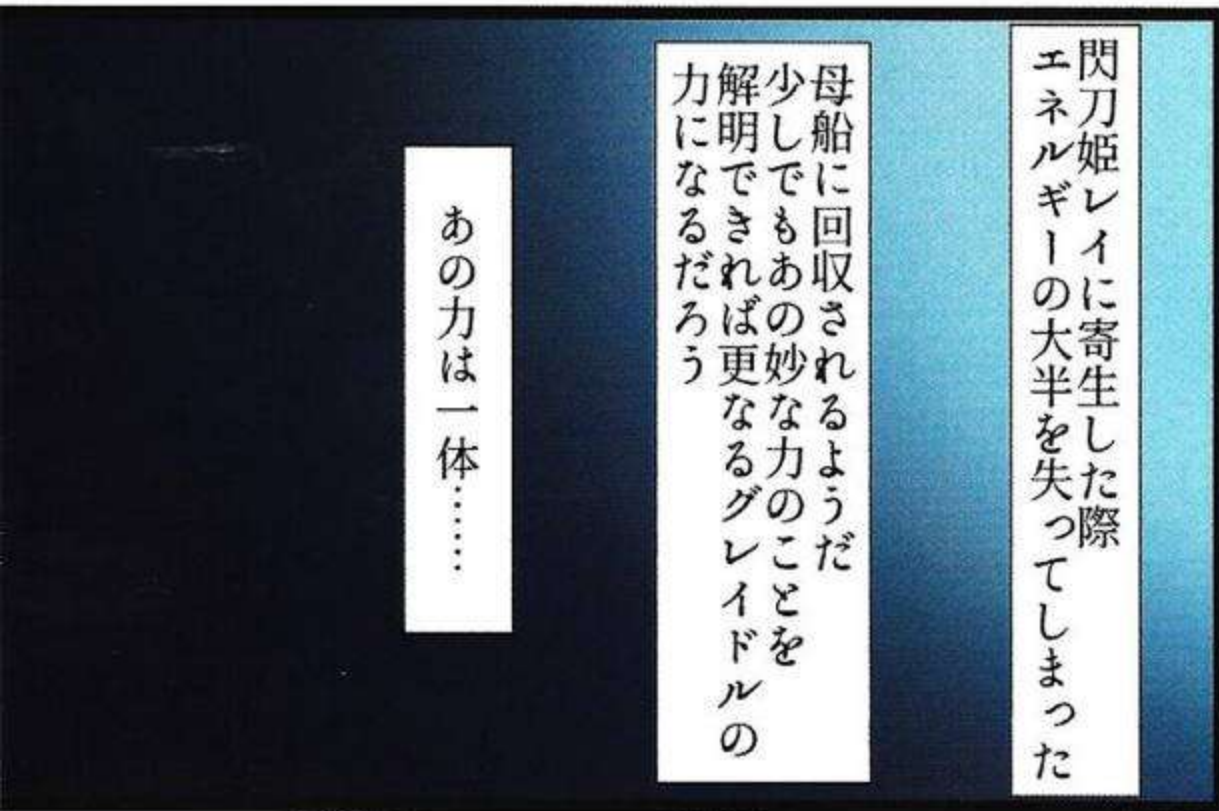 閃刀姫レイに寄生した際
エネルギーの大半を失ってしまった
母船に回収されるようだ
少しでもあの妙な力のことを
解明できれば更なるグレイドルの
力になるだろう
あの力は一体……